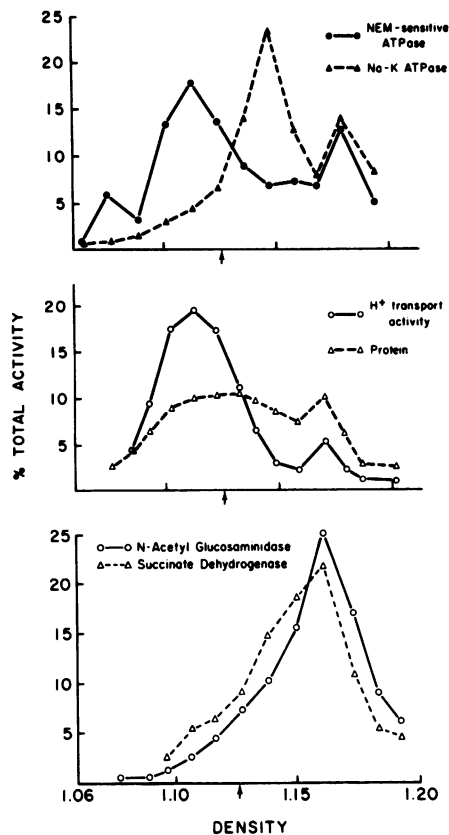 25
20
15
10
5
NEM-sensitive
ATPase
Na-K ATPase
% TOTAL ACTIVITY
20
15
10
5
H+ transport
activity
Protein
25
20
15
10
5
N-Acetyl Glucosaminidase
Succinate Dehydrogenase
1.06
1.10
1.15
1.20
DENSITY